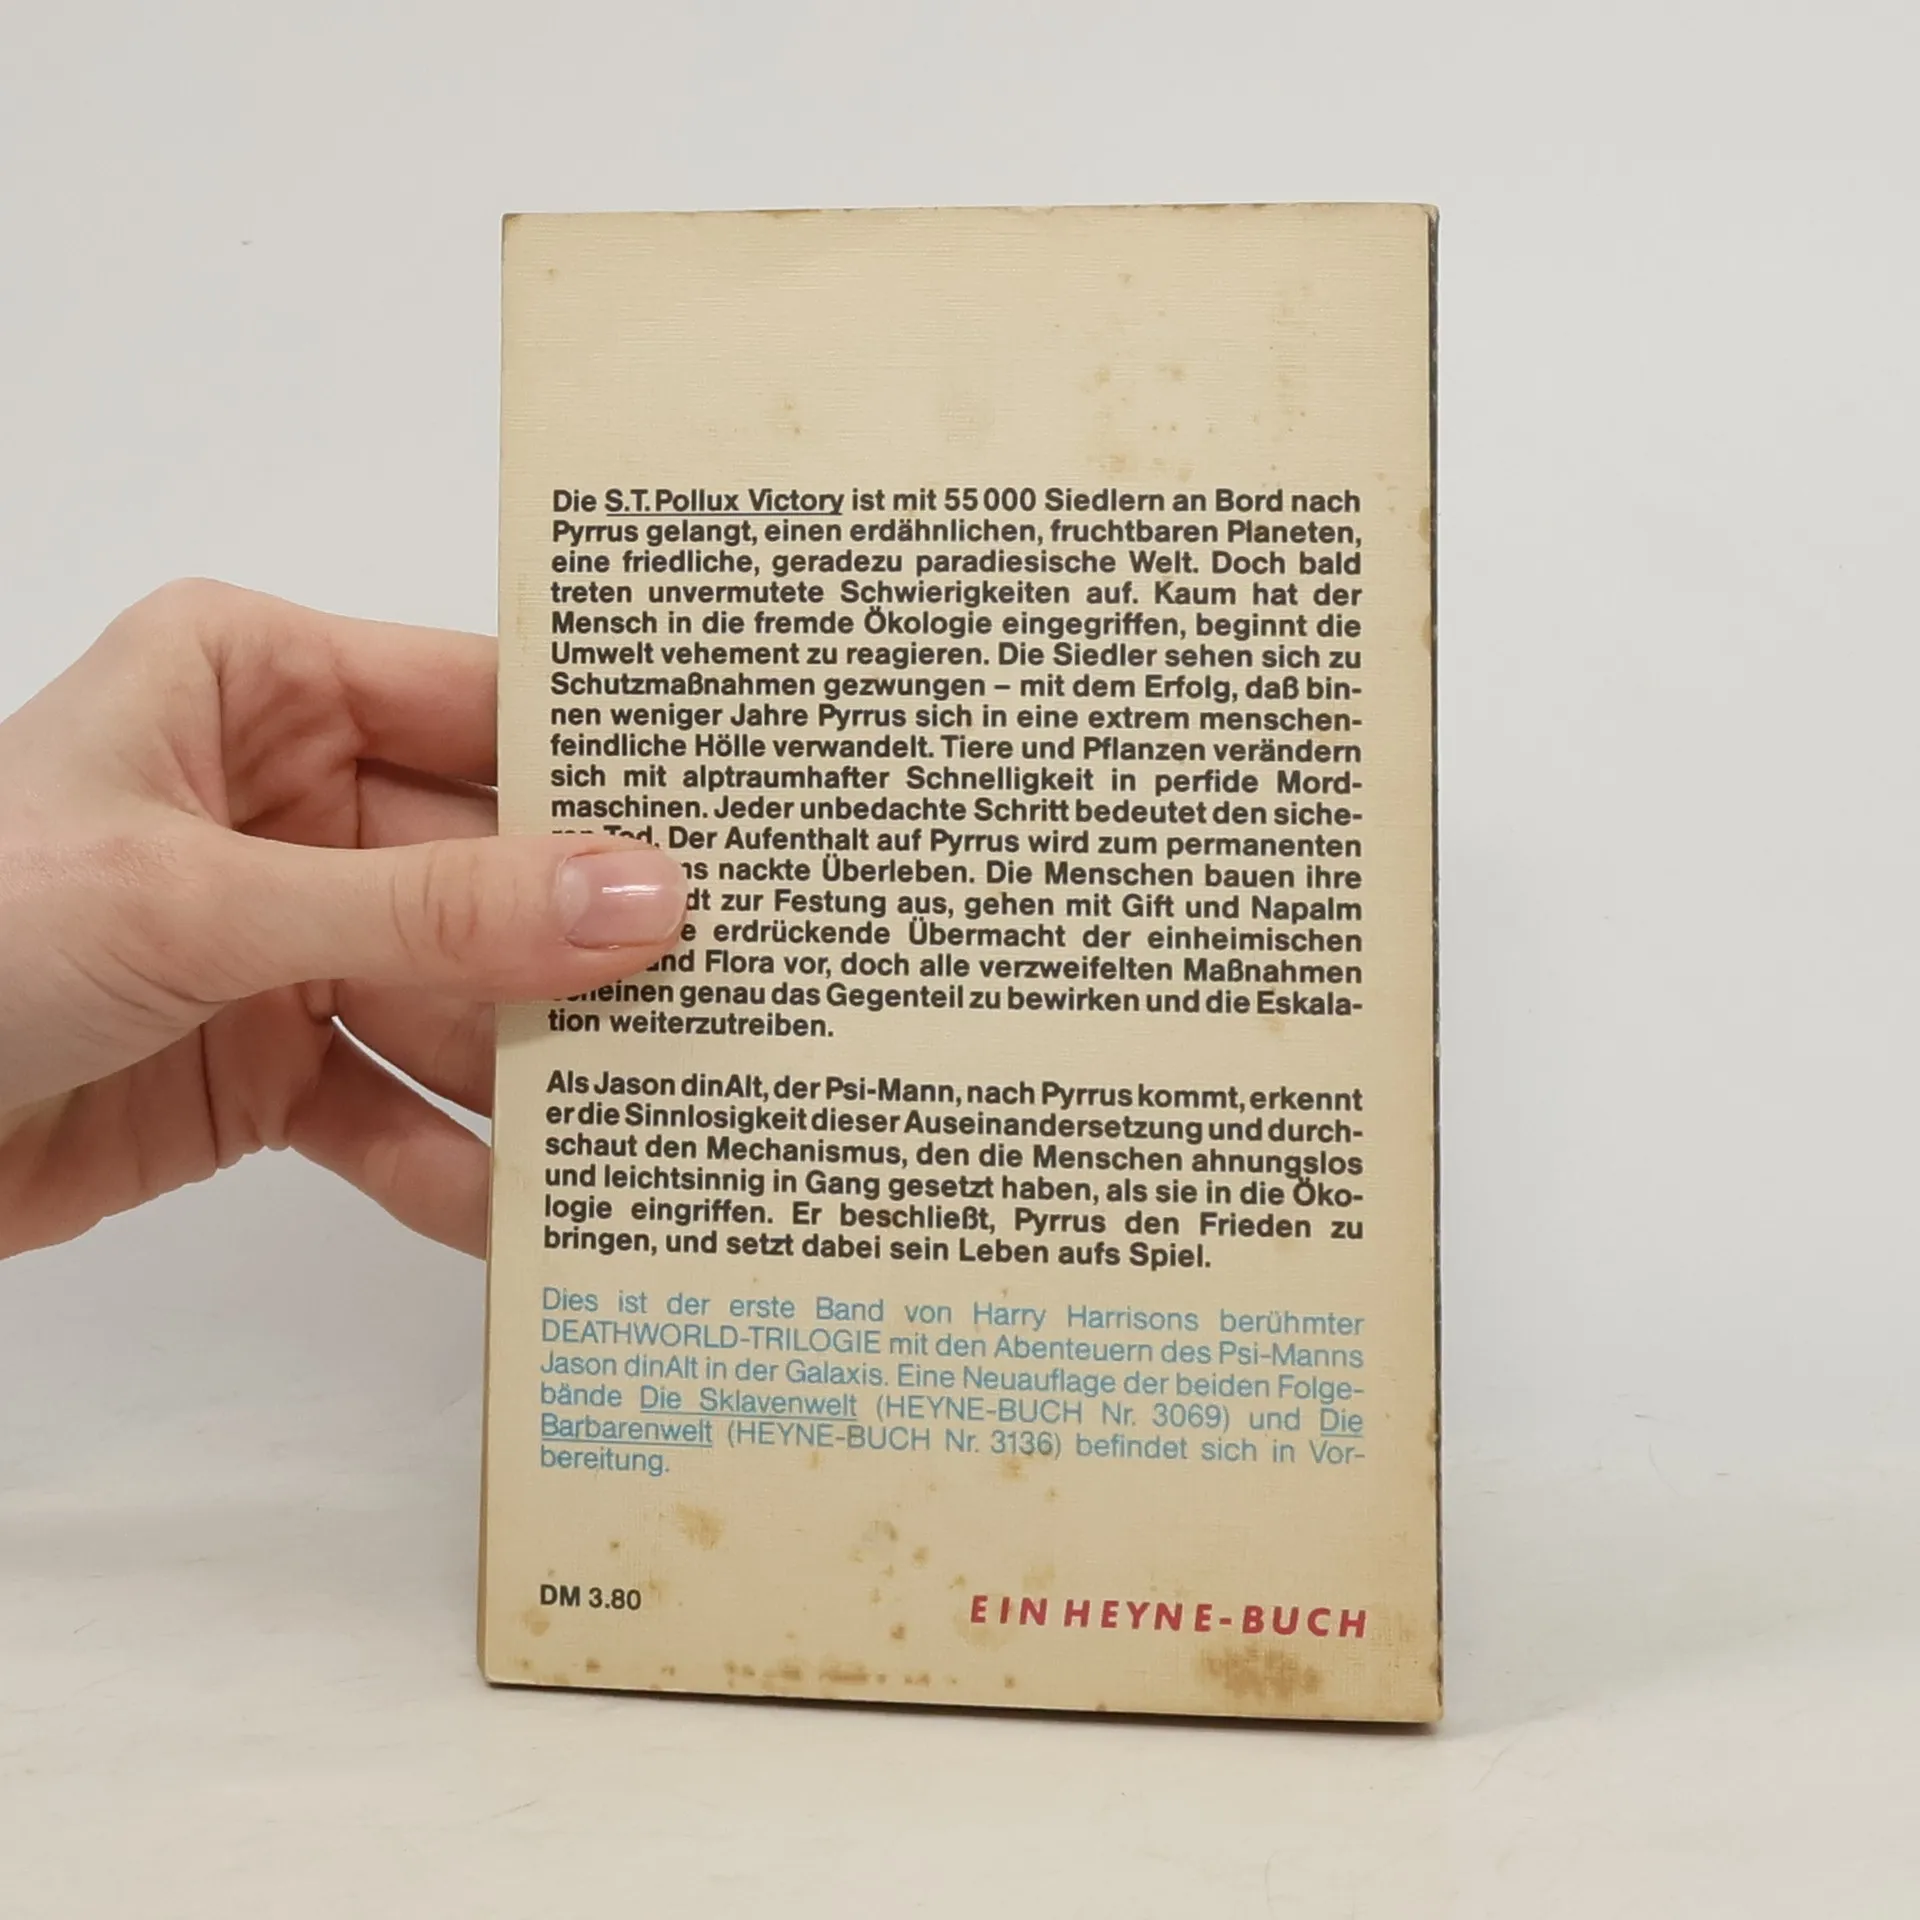 Die S.T. Pollux Victory ist mit 55 000 Siedlern an Bord nach
Pyrrus gelangt, einen erdähnlichen, fruchtbaren Planeten,
eine friedliche, geradezu paradiesische Welt. Doch bald
treten unvermutete Schwierigkeiten auf. Kaum hat der
Mensch in die fremde Ökologie eingegriffen, beginnt die
Umwelt vehement zu reagieren. Die Siedler sehen sich zu
Schutzmaßnahmen gezwungen – mit dem Erfolg, daß bin-
nen weniger Jahre Pyrrus sich in eine extrem menschen-
feindliche Hölle verwandelt. Tiere und Pflanzen verändern
sich mit alptraumhafter Schnelligkeit in perfide Mord-
maschinen. Jeder unbedachte Schritt bedeutet den siche-
ren Tod. Der Aufenthalt auf Pyrrus wird zum permanenten
nackte Überleben. Die Menschen bauen ihre
zur Festung aus, gehen mit Gift und Napalm
erdrückende Übermacht der einheimischen
und Flora vor, doch alle verzweifelten Maßnahmen
scheinen genau das Gegenteil zu bewirken und die Eskala-
tion weiterzutreiben.
Als Jason dinAlt, der Psi-Mann, nach Pyrrus kommt, erkennt
er die Sinnlosigkeit dieser Auseinandersetzung und durch-
schaut den Mechanismus, den die Menschen ahnungslos
und leichtsinnig in Gang gesetzt haben, als sie in die Öko-
logie eingriffen. Er beschließt, Pyrrus den Frieden zu
bringen, und setzt dabei sein Leben aufs Spiel.
Dies ist der erste Band von Harry Harrisons berühmter
DEATHWORLD-TRILOGIE mit den Abenteuern des Psi-Manns
Jason dinAlt in der Galaxis. Eine Neuauflage der beiden Folge-
bände Die Sklavenwelt (HEYNE-BUCH Nr. 3069) und Die
Barbarenwelt (HEYNE-BUCH Nr. 3136) befindet sich in Vor-
bereitung.
DM 3.80
EIN HEYNE-BUCH